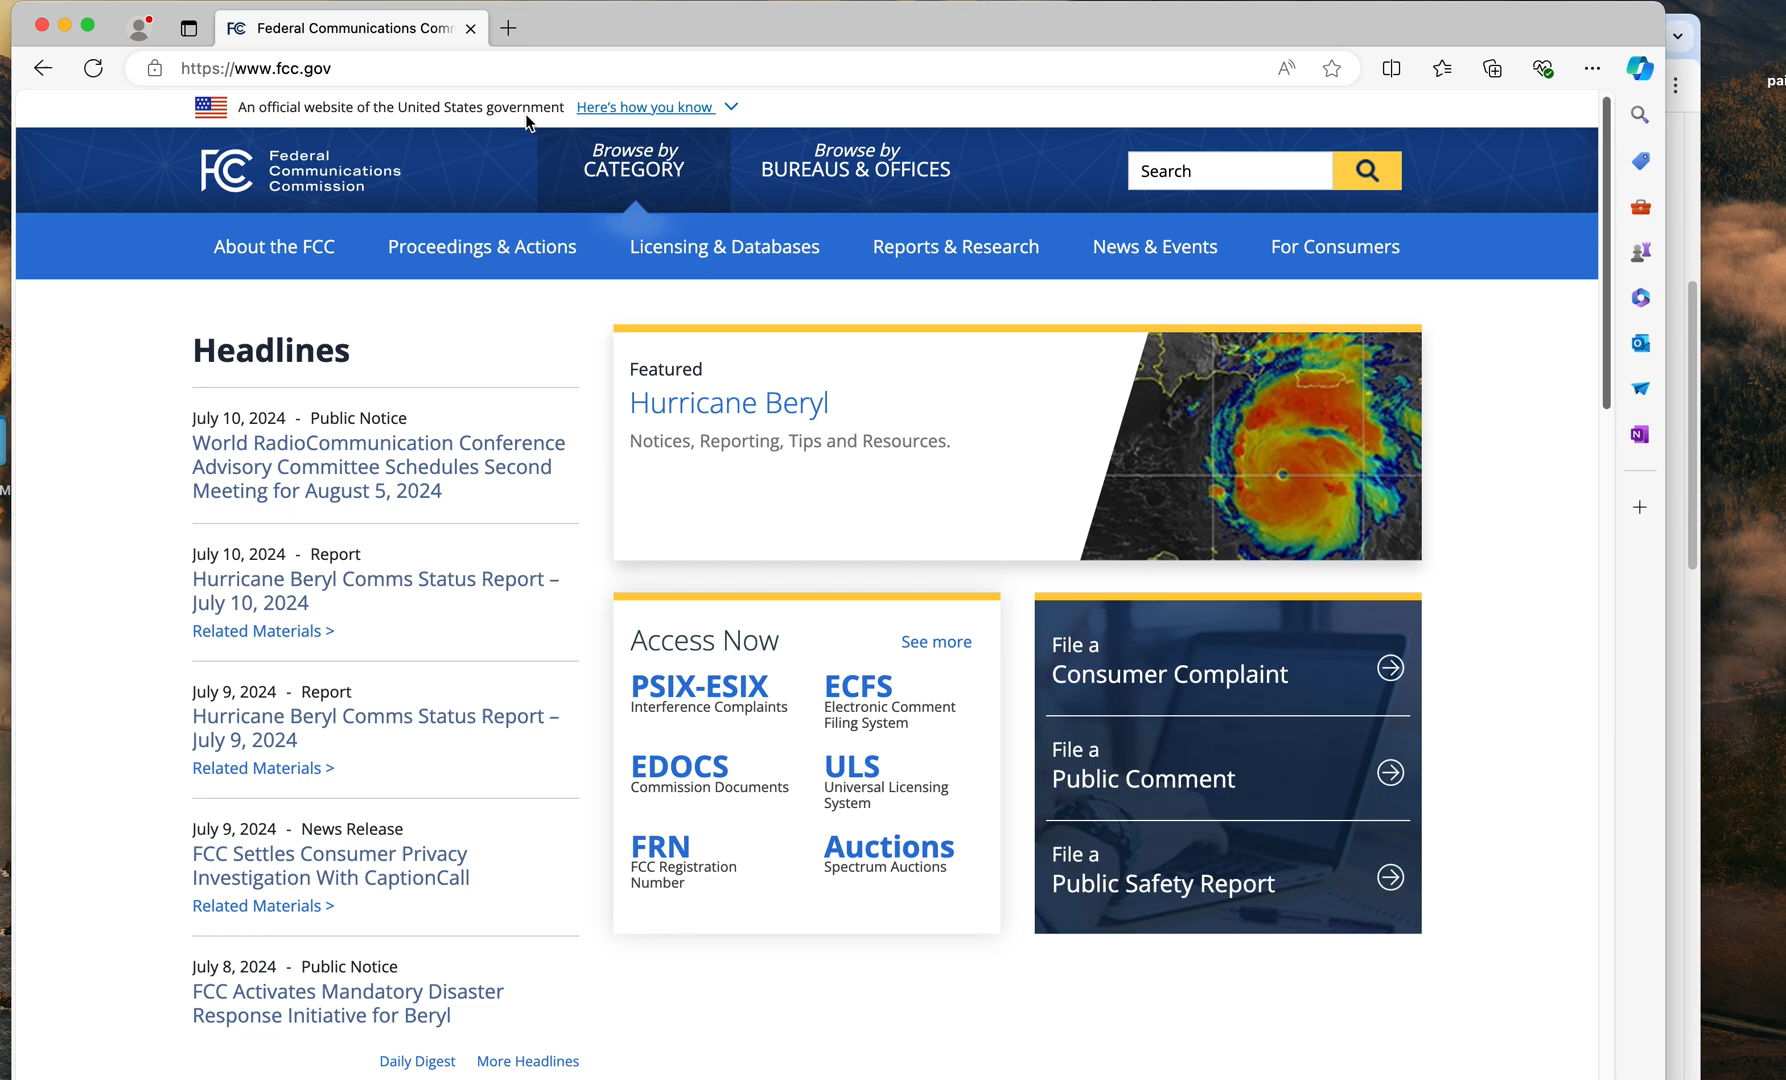 Federal Communications Com
https://www.fcc.gov
An official website of the United States government Here's how you know
FCC Federal Communications Commission
Browse by
CATEGORY
Browse by
BUREAUS & OFFICES
Search
About the FCC
Proceedings & Actions
Licensing & Databases
Reports & Research
News & Events
For Consumers
Headlines
July 10, 2024 - Public Notice
World RadioCommunication Conference
Advisory Committee Schedules Second
Meeting for August 5, 2024
July 10, 2024 - Report
Hurricane Beryl Comms Status Report –
July 10, 2024
Related Materials >
July 9, 2024 - Report
Hurricane Beryl Comms Status Report –
July 9, 2024
Related Materials >
July 9, 2024 - News Release
FCC Settles Consumer Privacy
Investigation With CaptionCall
Related Materials >
July 8, 2024 - Public Notice
FCC Activates Mandatory Disaster
Response Initiative for Beryl
Daily Digest More Headlines
Featured
Hurricane Beryl
Notices, Reporting, Tips and Resources.
Access Now
See more
PSIX-ESIX
Interference Complaints
ECFS
Electronic Comment
Filing System
EDOCS
Commission Documents
ULS
Universal Licensing
System
FRN
FCC Registration
Number
Auctions
Spectrum Auctions
File a
Consumer Complaint
File a
Public Comment
File a
Public Safety Report
pai
M